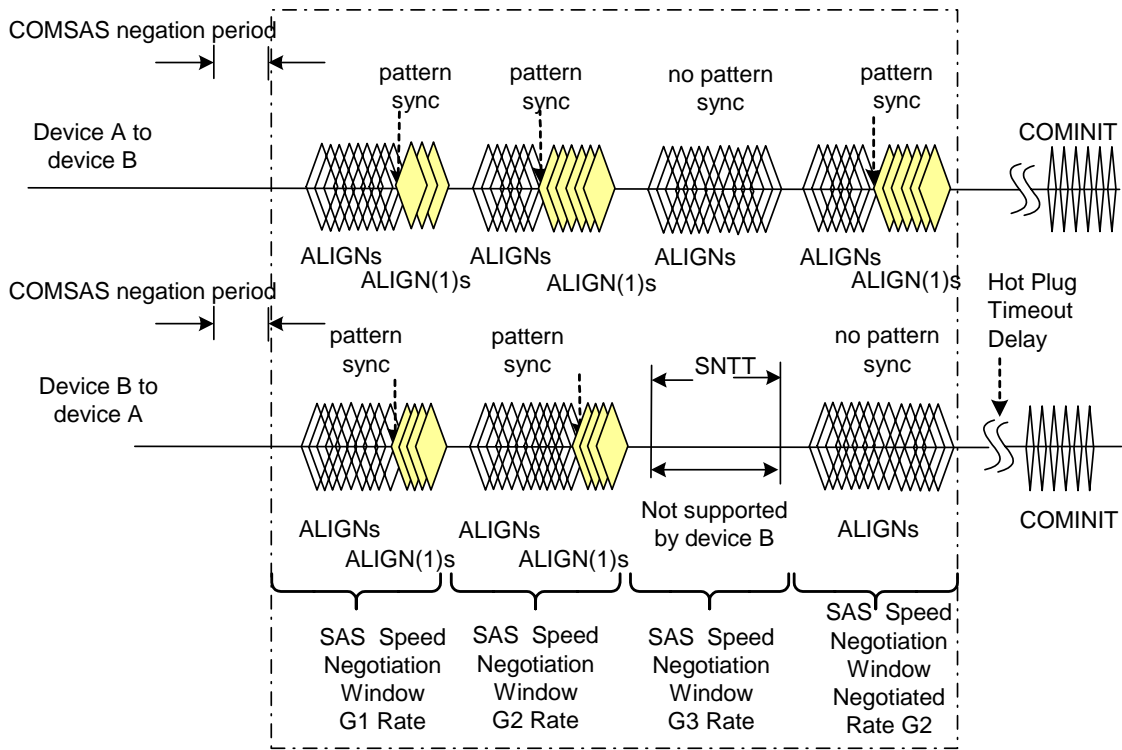 COMSAS negation period
pattern
sync
pattern
sync
no pattern
sync
pattern
sync
Device A to
device B
COMINIT
ALIGNs
ALIGN(1)s
ALIGNs
ALIGN(1)s
ALIGNs
ALIGNs
ALIGN(1)s
COMSAS negation period
Hot Plug
Timeout
Delay
pattern
sync
pattern
sync
SNTT
no pattern
sync
Device B to
device A
Not supported
by device B
COMINIT
ALIGNs
ALIGN(1)s
ALIGNs
ALIGN(1)s
ALIGNs
SAS Speed
Negotiation
Window
G1 Rate
SAS Speed
Negotiation
Window
G2 Rate
SAS Speed
Negotiation
Window
G3 Rate
SAS Speed
Negotiation
Window
Negotiated
Rate G2